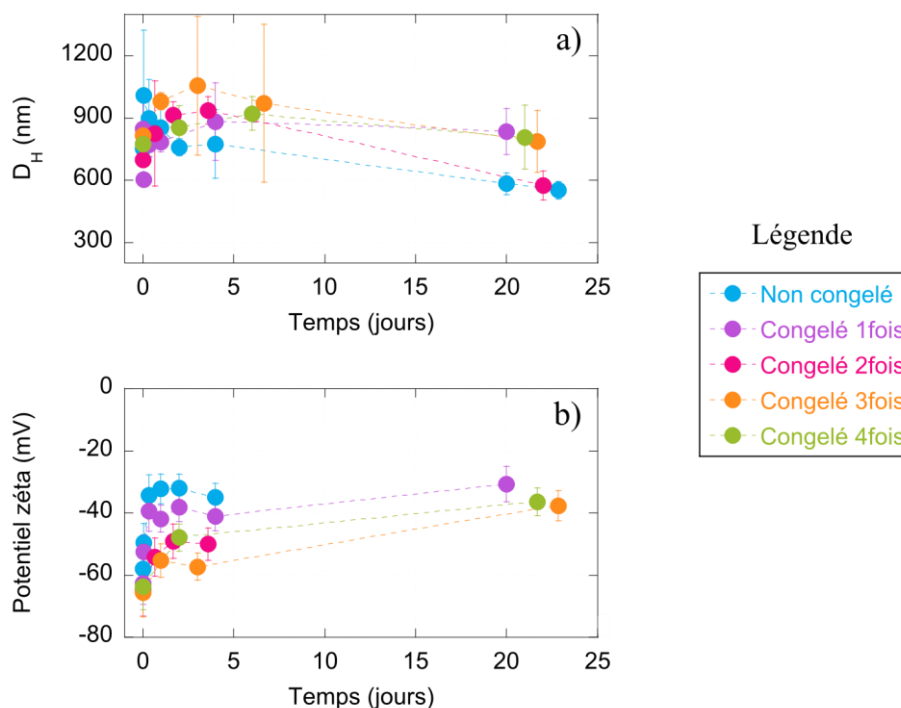 a)
1200
900
600
300
D_H (nm)
0 5 10 15 20 25
Temps (jours)
Légende
Non congelé
Congelé 1fois
Congelé 2fois
Congelé 3fois
Congelé 4fois
b)
0
-20
-40
-60
-80
Potentiel zéta (mV)
0 5 10 15 20 25
Temps (jours)